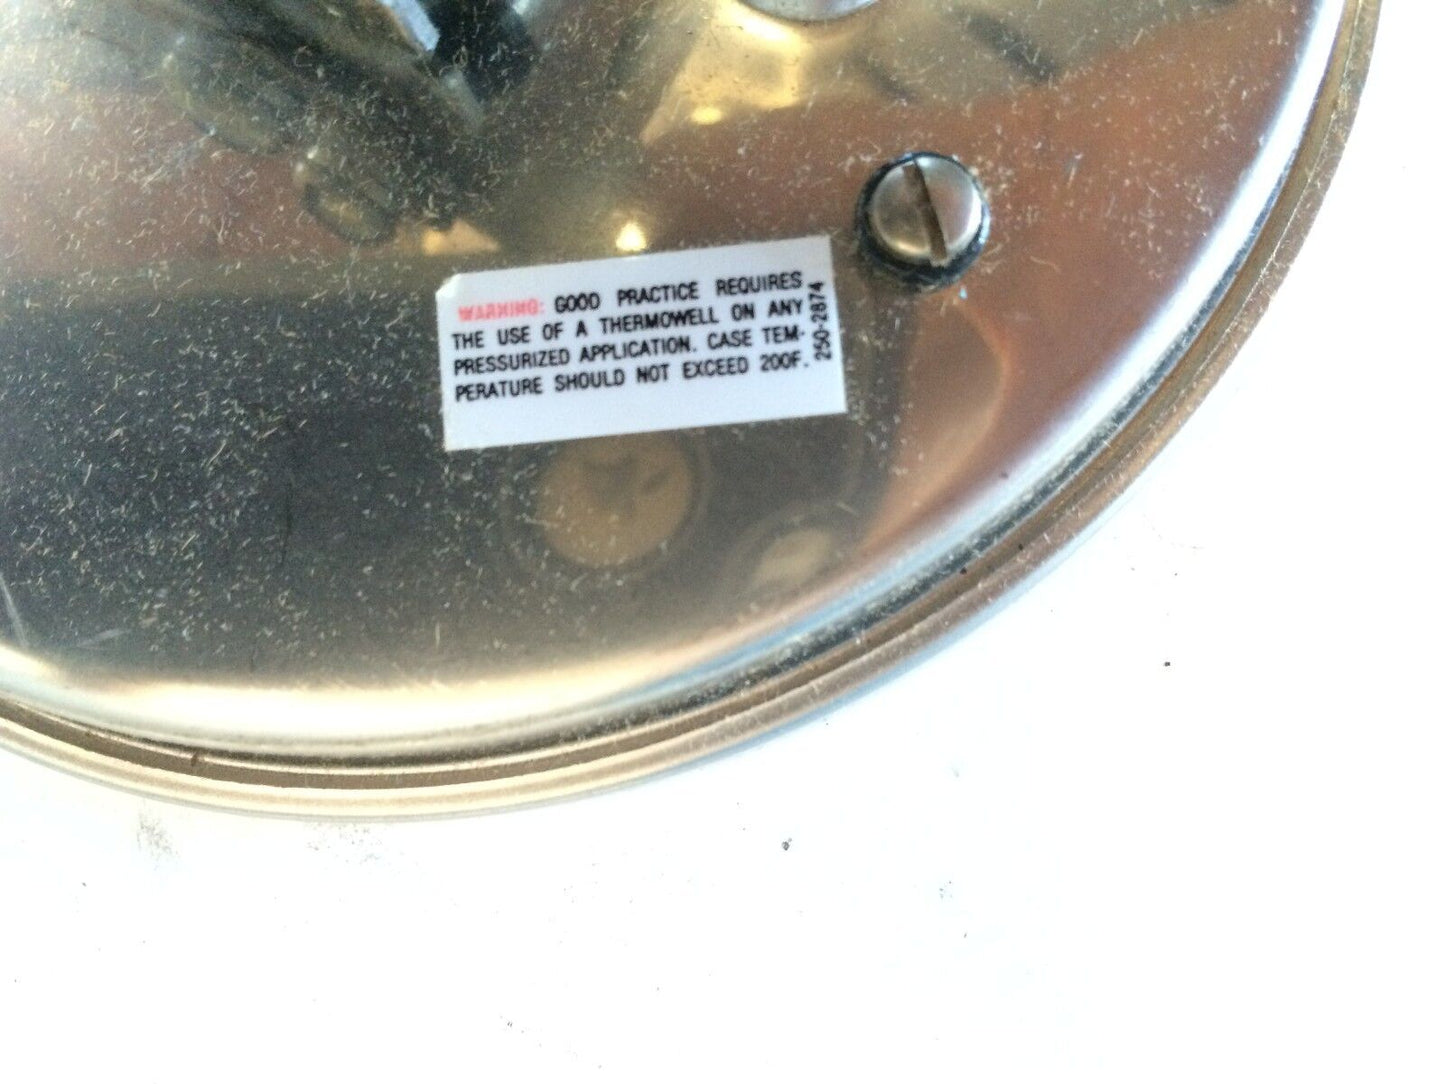 WARNING: GOOD PRACTICE REQUIRES
THE USE OF A THERMOWELL ON ANY
PRESSURIZED APPLICATION. CASE TEM-
PERATURE SHOULD NOT EXCEED 200F.
250-2874